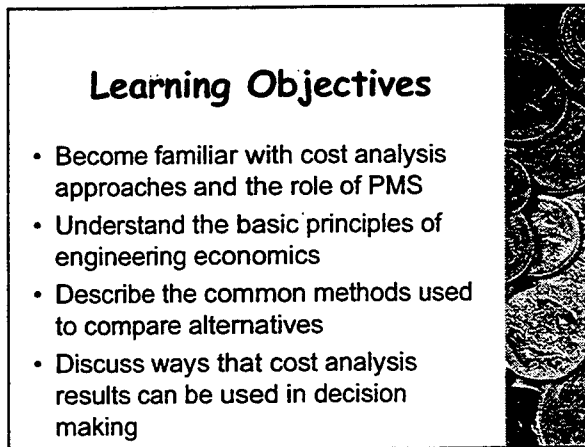 Learning Objectives
• Become familiar with cost analysis
approaches and the role of PMS
• Understand the basic principles of
engineering economics
• Describe the common methods used
to compare alternatives
• Discuss ways that cost analysis
results can be used in decision
making